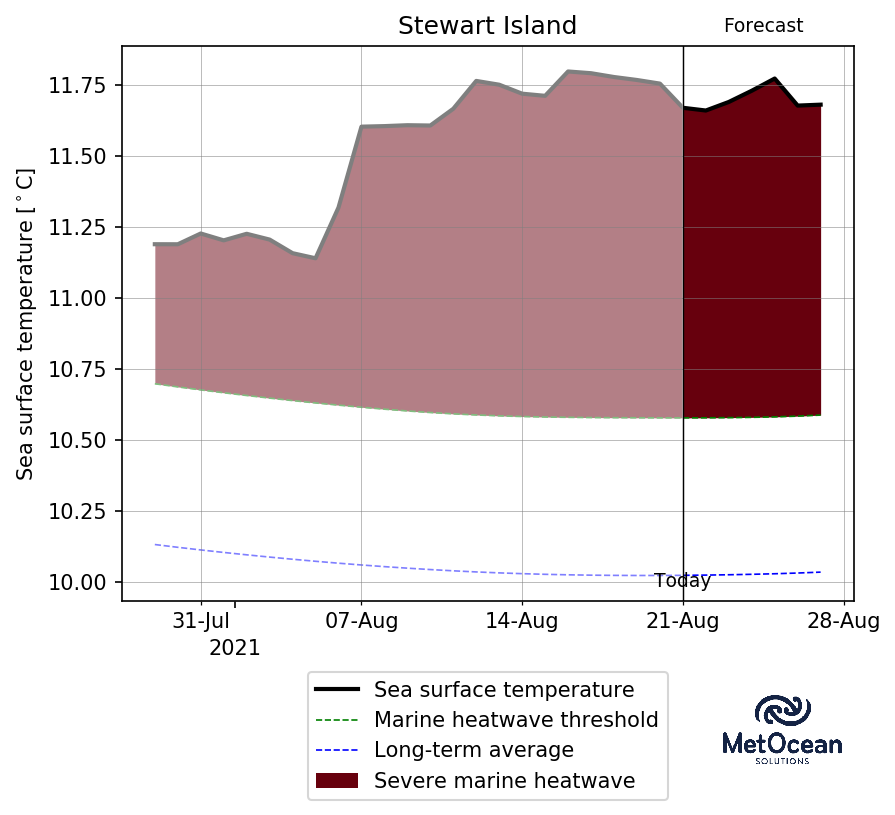 Stewart Island
Forecast
Sea surface temperature [°C]
11.75
11.50
11.25
11.00
10.75
10.50
10.25
10.00
Today
31-Jul
07-Aug
14-Aug
21-Aug
28-Aug
2021
Sea surface temperature
Marine heatwave threshold
Long-term average
Severe marine heatwave
MetOcean
SOLUTIONS